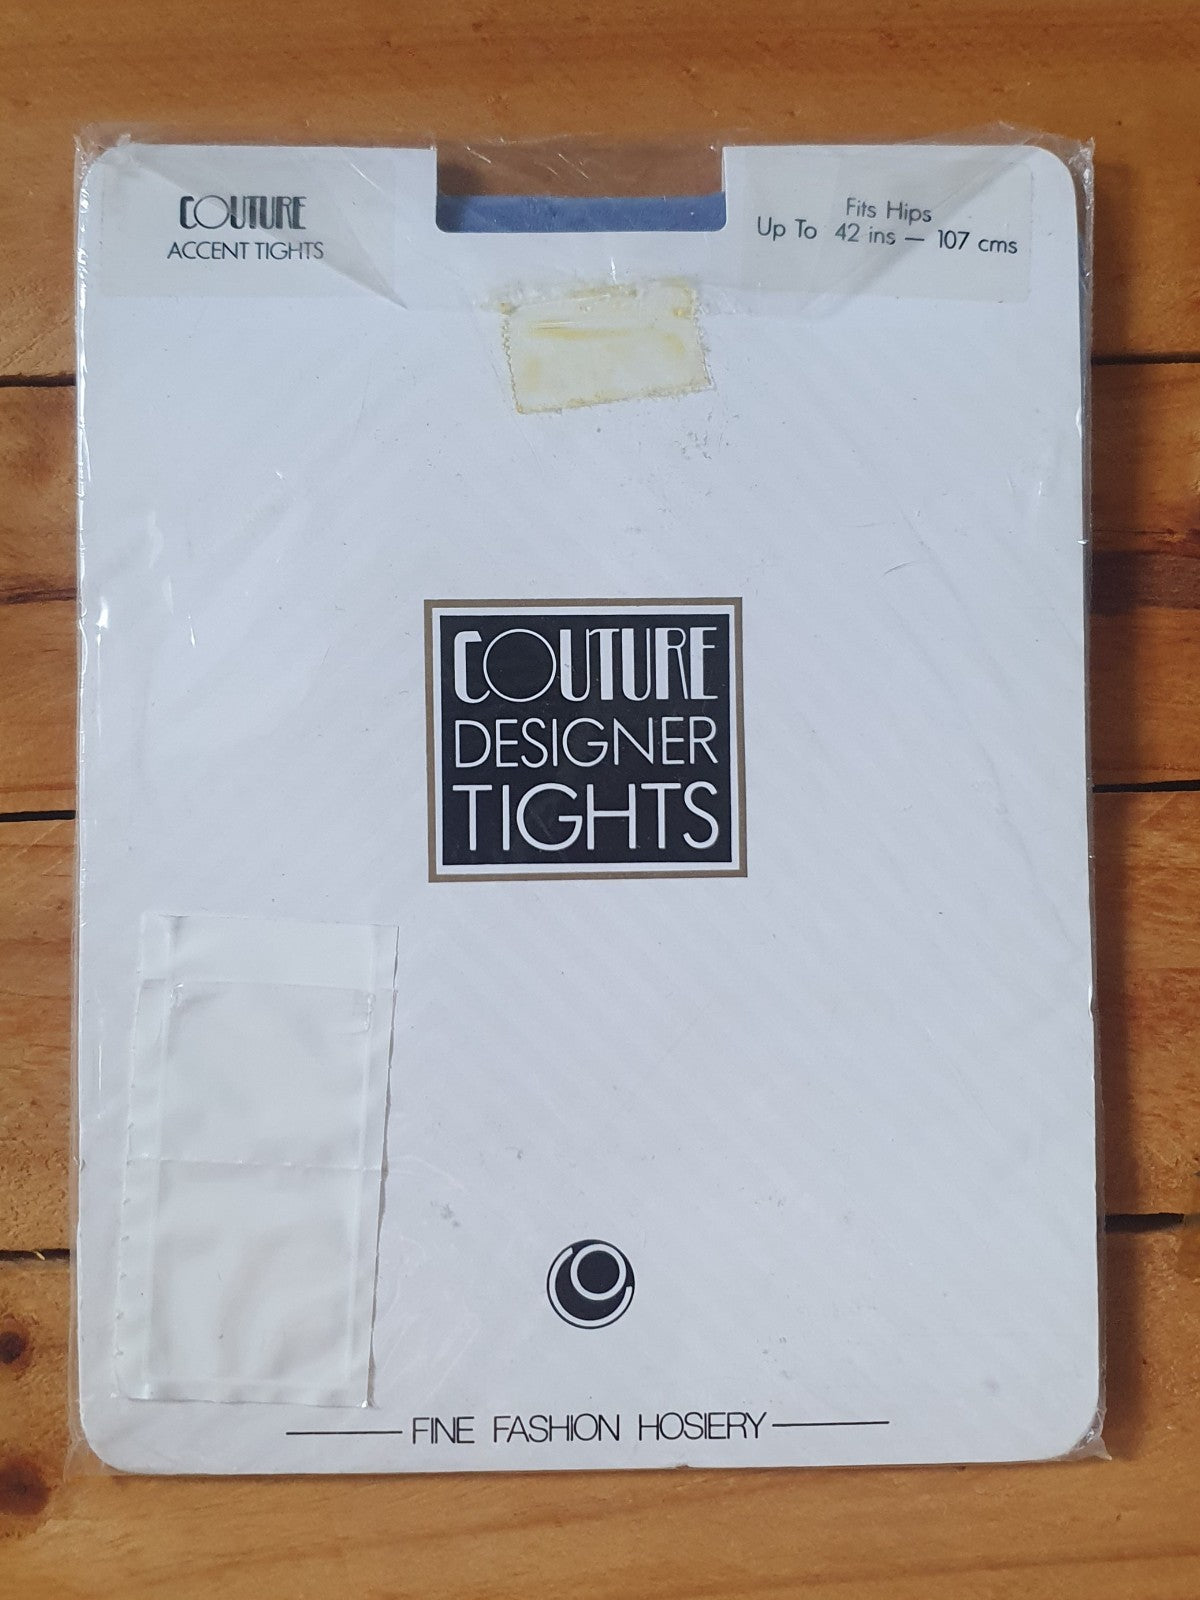 COUTURE
ACCENT TIGHTS
Fits Hips
Up To 42 ins — 107 cms
COUTURE
DESIGNER
TIGHTS
FINE FASHION HOSIERY